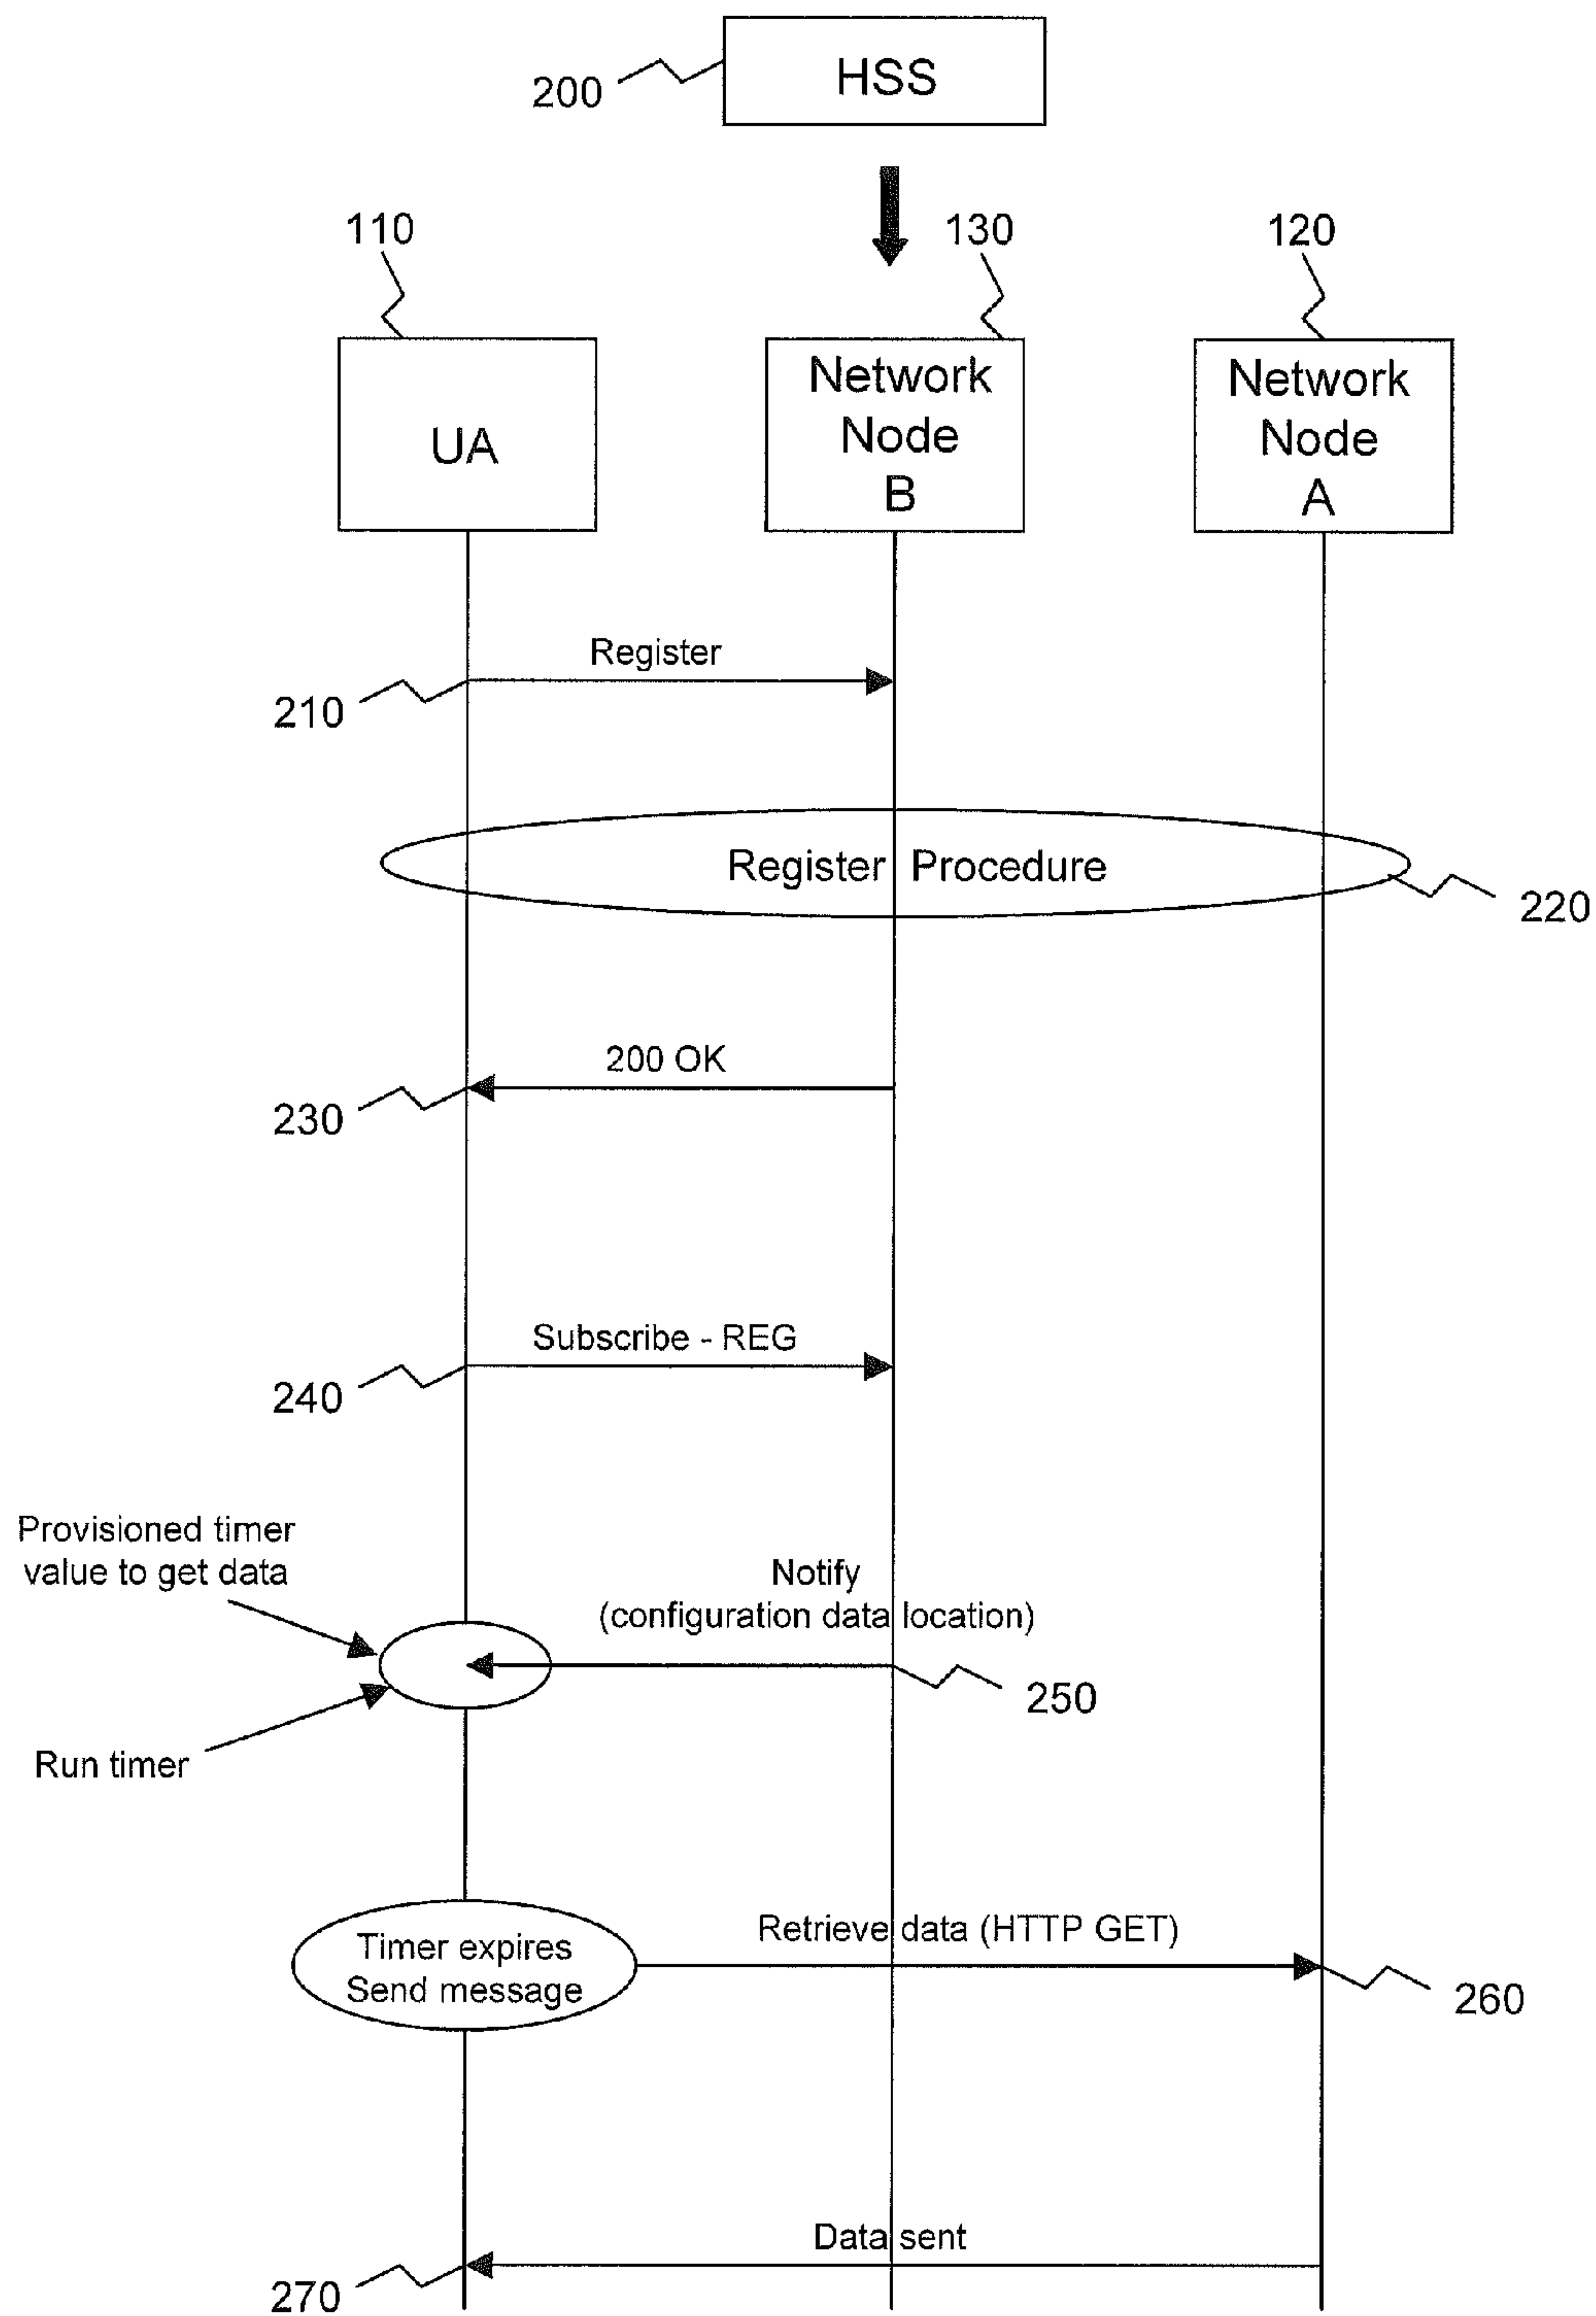 HSS
200
110
130
120
UA
Network
Node
B
Network
Node
A
Register
210
Register Procedure
220
200 OK
230
Subscribe - REG
240
Provisioned timer
value to get data
Notify
(configuration data location)
250
Run timer
Timer expires
Send message
Retrieve data (HTTP GET)
260
Data sent
270